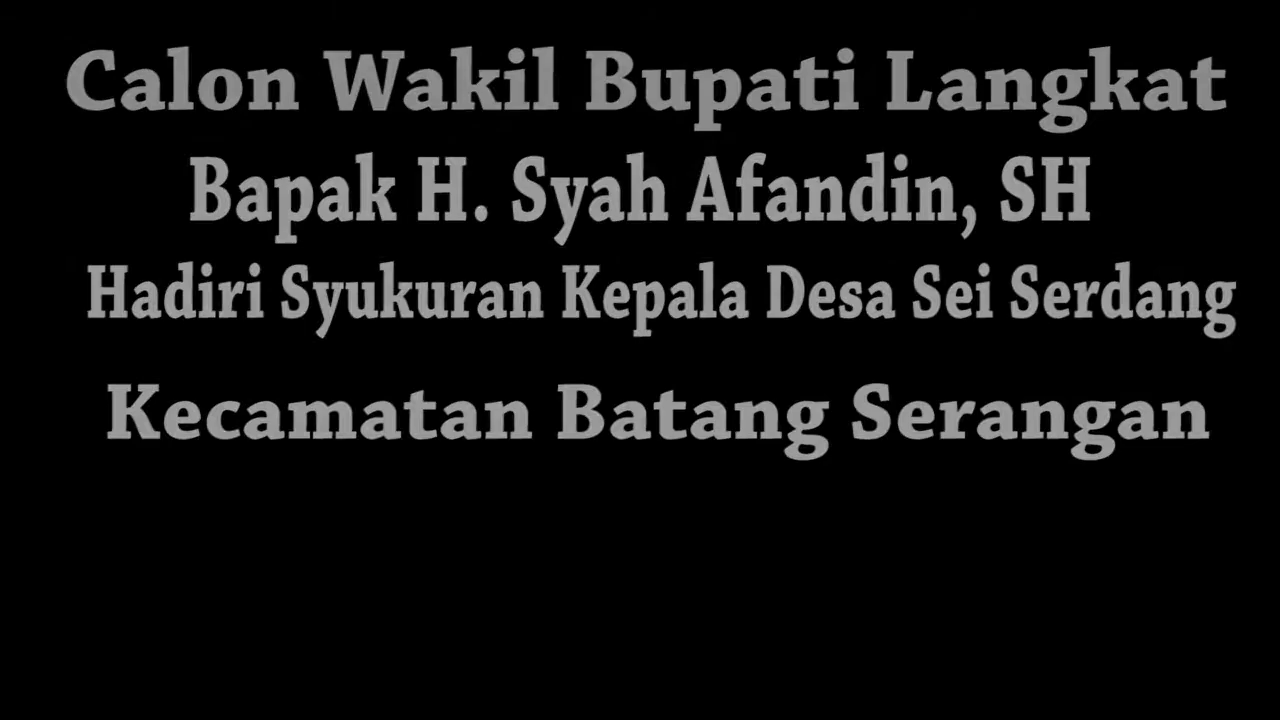 Calon Wakil Bupati Langkat
Bapak H. Syah Afandin, SH
Hadiri Syukuran Kepala Desa Sei Serdang
Kecamatan Batang Serangan